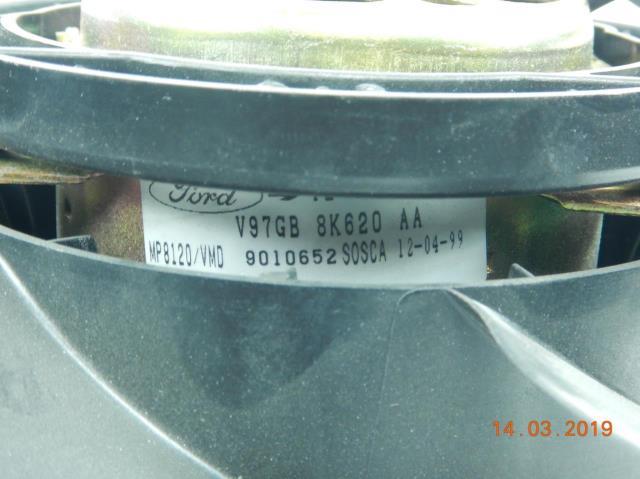 Ford
V97GB 8K620 AA
MP8120/VMD 9010652 SOSCA 12-04-99
14.03.2019